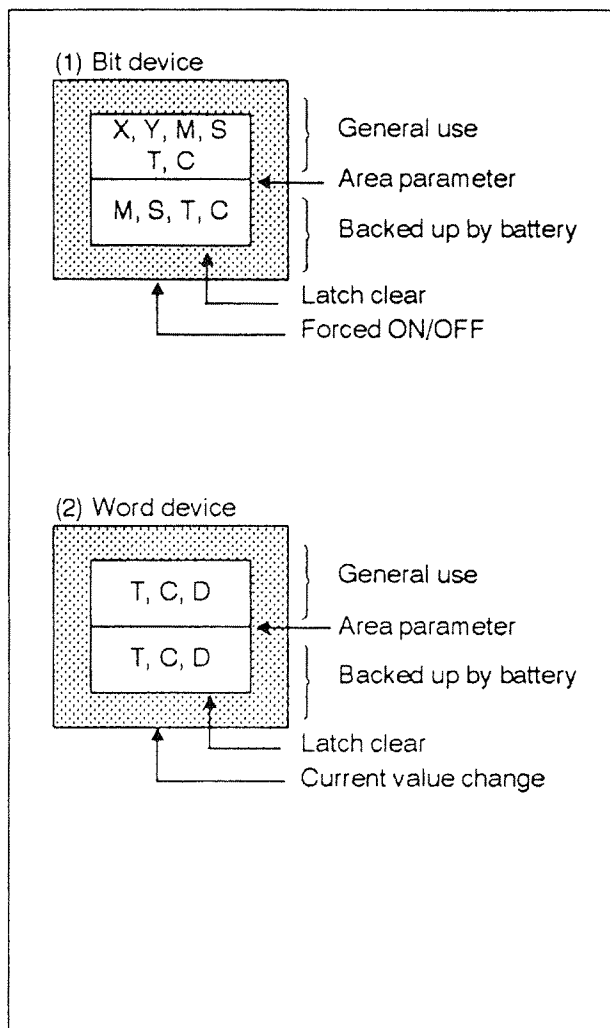 (1) Bit device
X, Y, M, S
T, C
General use
Area parameter
M, S, T, C
Backed up by battery
Latch clear
Forced ON/OFF
(2) Word device
T, C, D
General use
Area parameter
T, C, D
Backed up by battery
Latch clear
Current value change